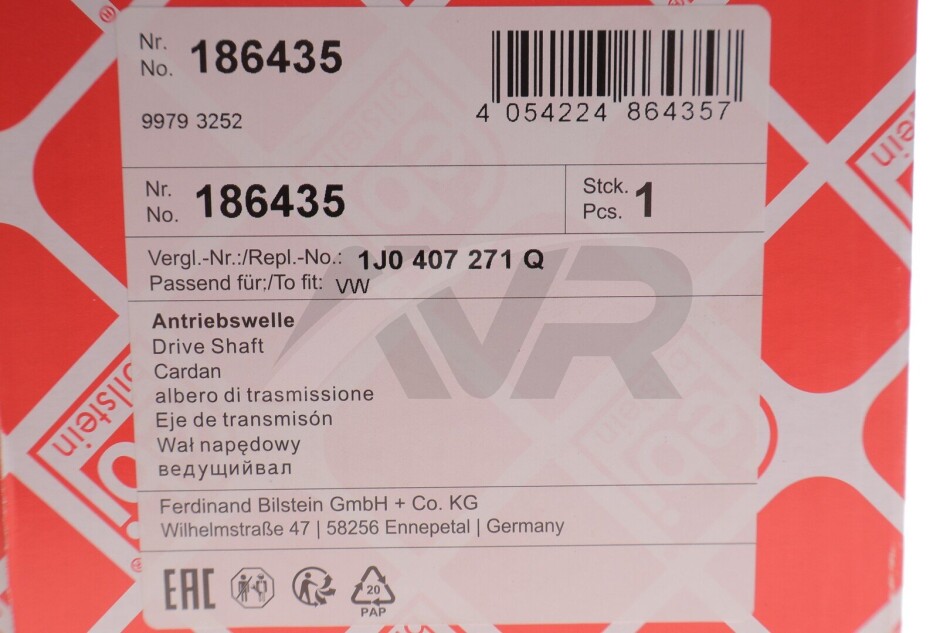 Nr.
No. 186435
4 054224 864357
9979 3252
Nr.
No. 186435
Stck.
Pcs. 1
Vergl.-Nr.:/Repl.-No.: 1J0 407 271 Q
Passend für:/To fit: VW
Antriebswelle
Drive Shaft
Cardan
albero di trasmissione
Eje de transmisón
Wał napędowy
ведущийвал
Ferdinand Bilstein GmbH + Co. KG
Wilhelmstraße 47 | 58256 Ennepetal | Germany
EAC
20
PAP
VR
bilstein